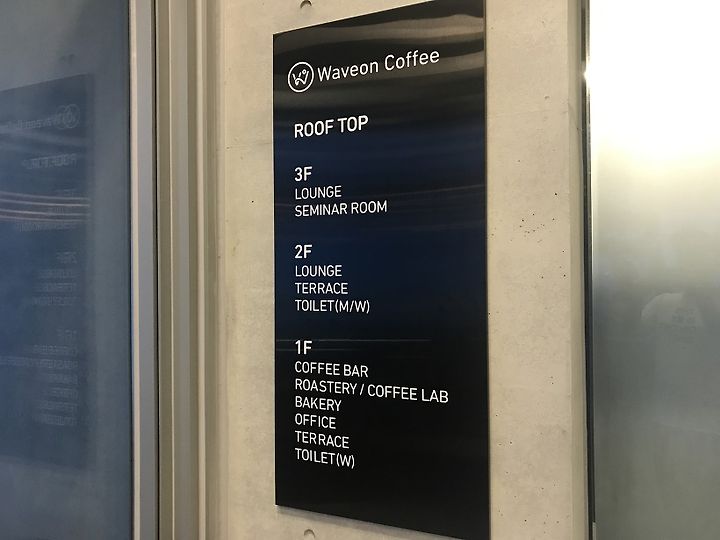 Waveon Coffee
ROOF TOP
3F
LOUNGE
SEMINAR ROOM
2F
LOUNGE
TERRACE
TOILET(M/W)
1F
COFFEE BAR
ROASTERY / COFFEE LAB
BAKERY
OFFICE
TERRACE
TOILET(W)